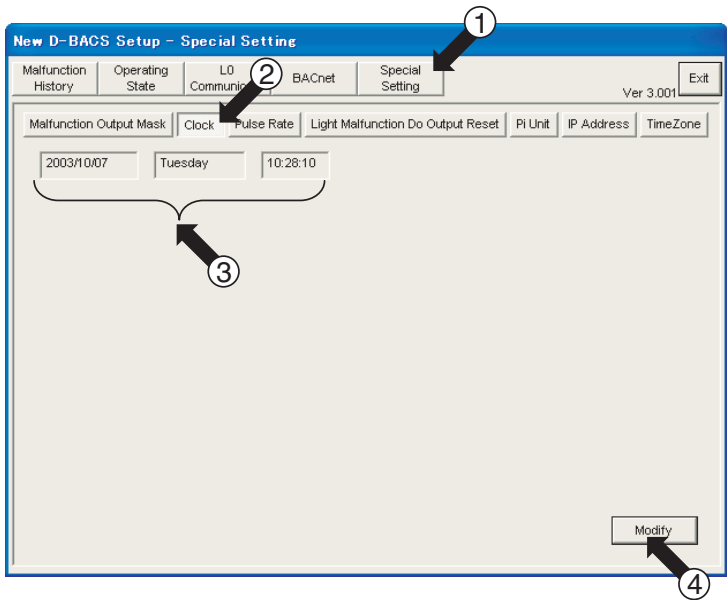 ①
New D-BACS Setup - Special Setting
Malfunction History
Operating State
L0
②
BACnet
Special Setting
Ver 3.001
Exit
Malfunction Output Mask
Clock
Pulse Rate
Light Malfunction Do Output Reset
Pi Unit
IP Address
TimeZone
2003/10/07
Tuesday
10:28:10
③
Modify
④